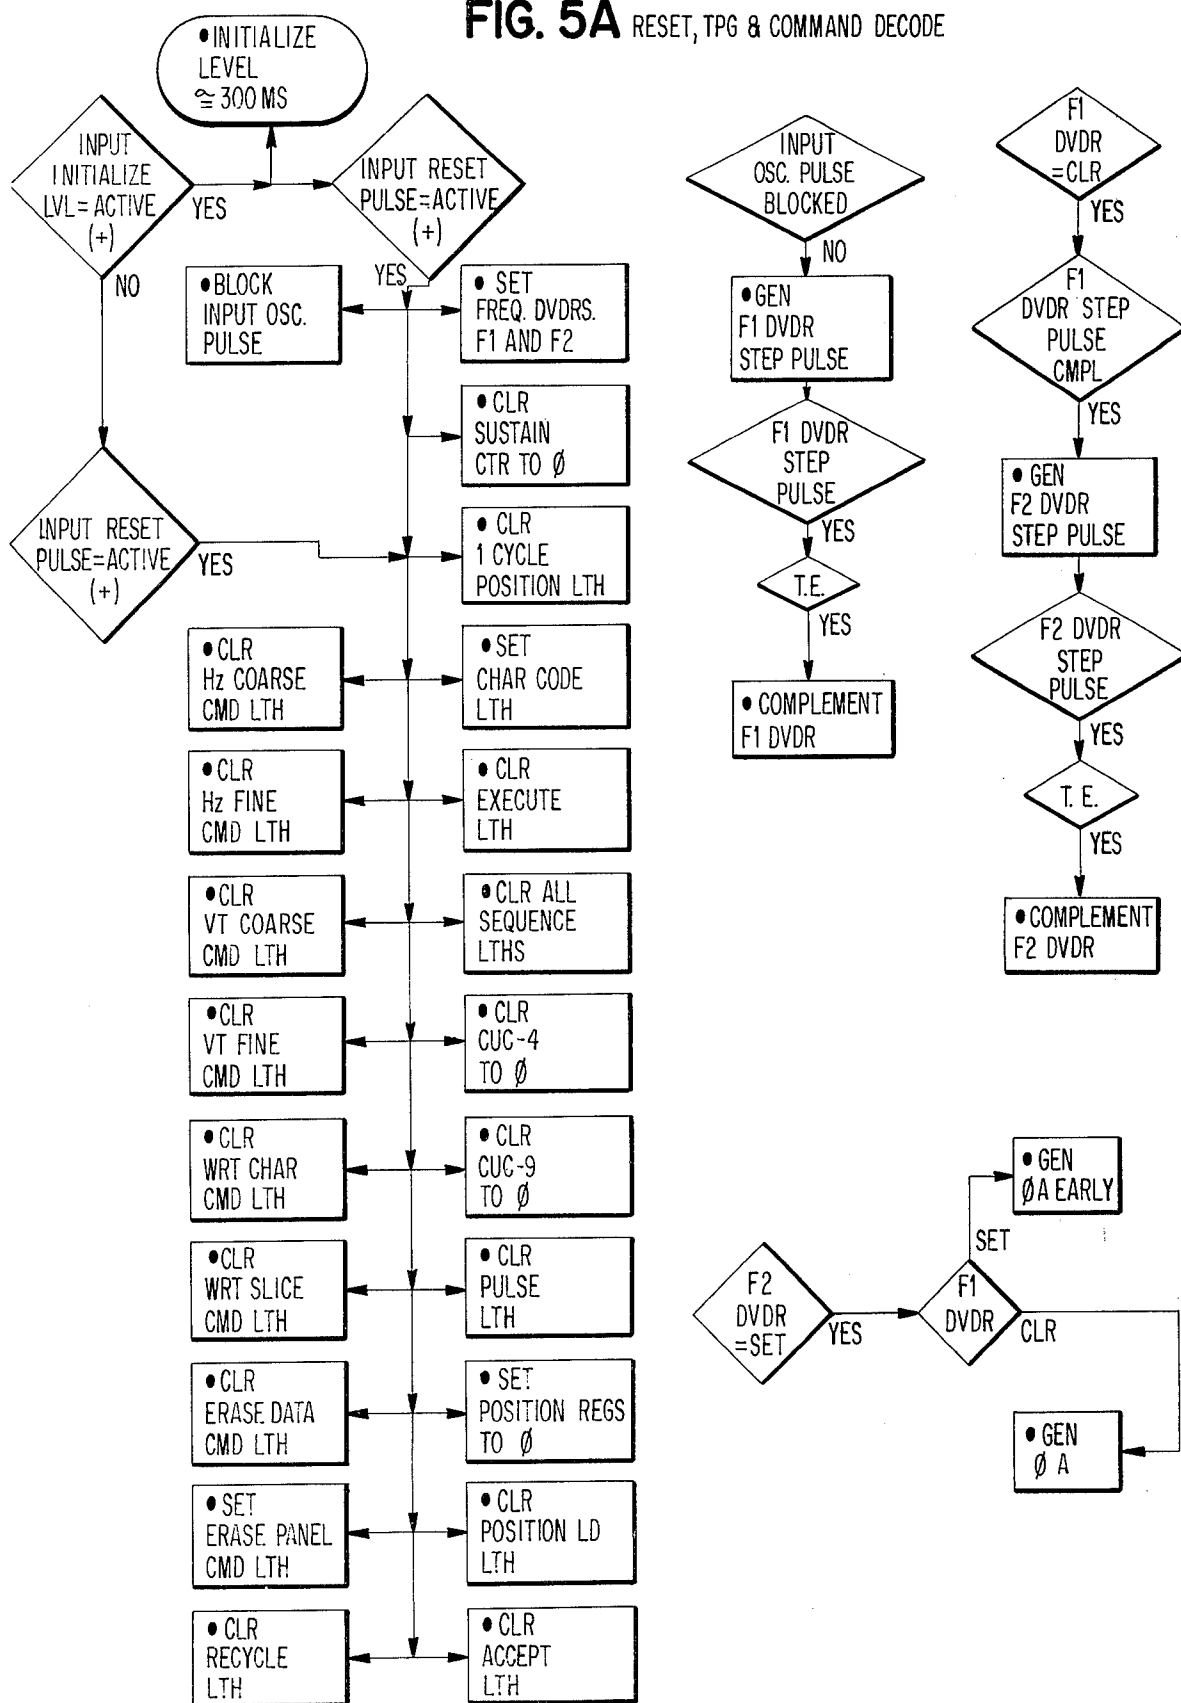 FIG. 5A RESET, TPG & COMMAND DECODE
● INITIALIZE
LEVEL
≅ 300 MS
INPUT
INITIALIZE
LVL = ACTIVE
(+)
YES
NO
INPUT RESET
PULSE=ACTIVE
(+)
YES
● BLOCK
INPUT OSC.
PULSE
● SET
FREQ. DVDRS.
F1 AND F2
● CLR
SUSTAIN
CTR TO Ø
INPUT RESET
PULSE=ACTIVE
(+)
YES
● CLR
1 CYCLE
POSITION LTH
● CLR
Hz COARSE
CMD LTH
● SET
CHAR CODE
LTH
● CLR
Hz FINE
CMD LTH
● CLR
EXECUTE
LTH
● CLR
VT COARSE
CMD LTH
● CLR ALL
SEQUENCE
LTHS
● CLR
VT FINE
CMD LTH
● CLR
CUC-4
TO Ø
● CLR
WRT CHAR
CMD LTH
● CLR
CUC-9
TO Ø
● CLR
WRT SLICE
CMD LTH
● CLR
PULSE
LTH
● CLR
ERASE DATA
CMD LTH
● SET
POSITION REGS
TO Ø
● SET
ERASE PANEL
CMD LTH
● CLR
POSITION LD
LTH
● CLR
RECYCLE
LTH
● CLR
ACCEPT
LTH
INPUT
OSC. PULSE
BLOCKED
NO
● GEN
F1 DVDR
STEP PULSE
F1 DVDR
STEP
PULSE
YES
T.E.
YES
● COMPLEMENT
F1 DVDR
F1
DVDR
=CLR
YES
F1
DVDR STEP
PULSE
CMPL
YES
● GEN
F2 DVDR
STEP PULSE
F2 DVDR
STEP
PULSE
YES
T.E.
YES
● COMPLEMENT
F2 DVDR
F2
DVDR
=SET
YES
F1
DVDR
SET
CLR
● GEN
ØA EARLY
● GEN
Ø A